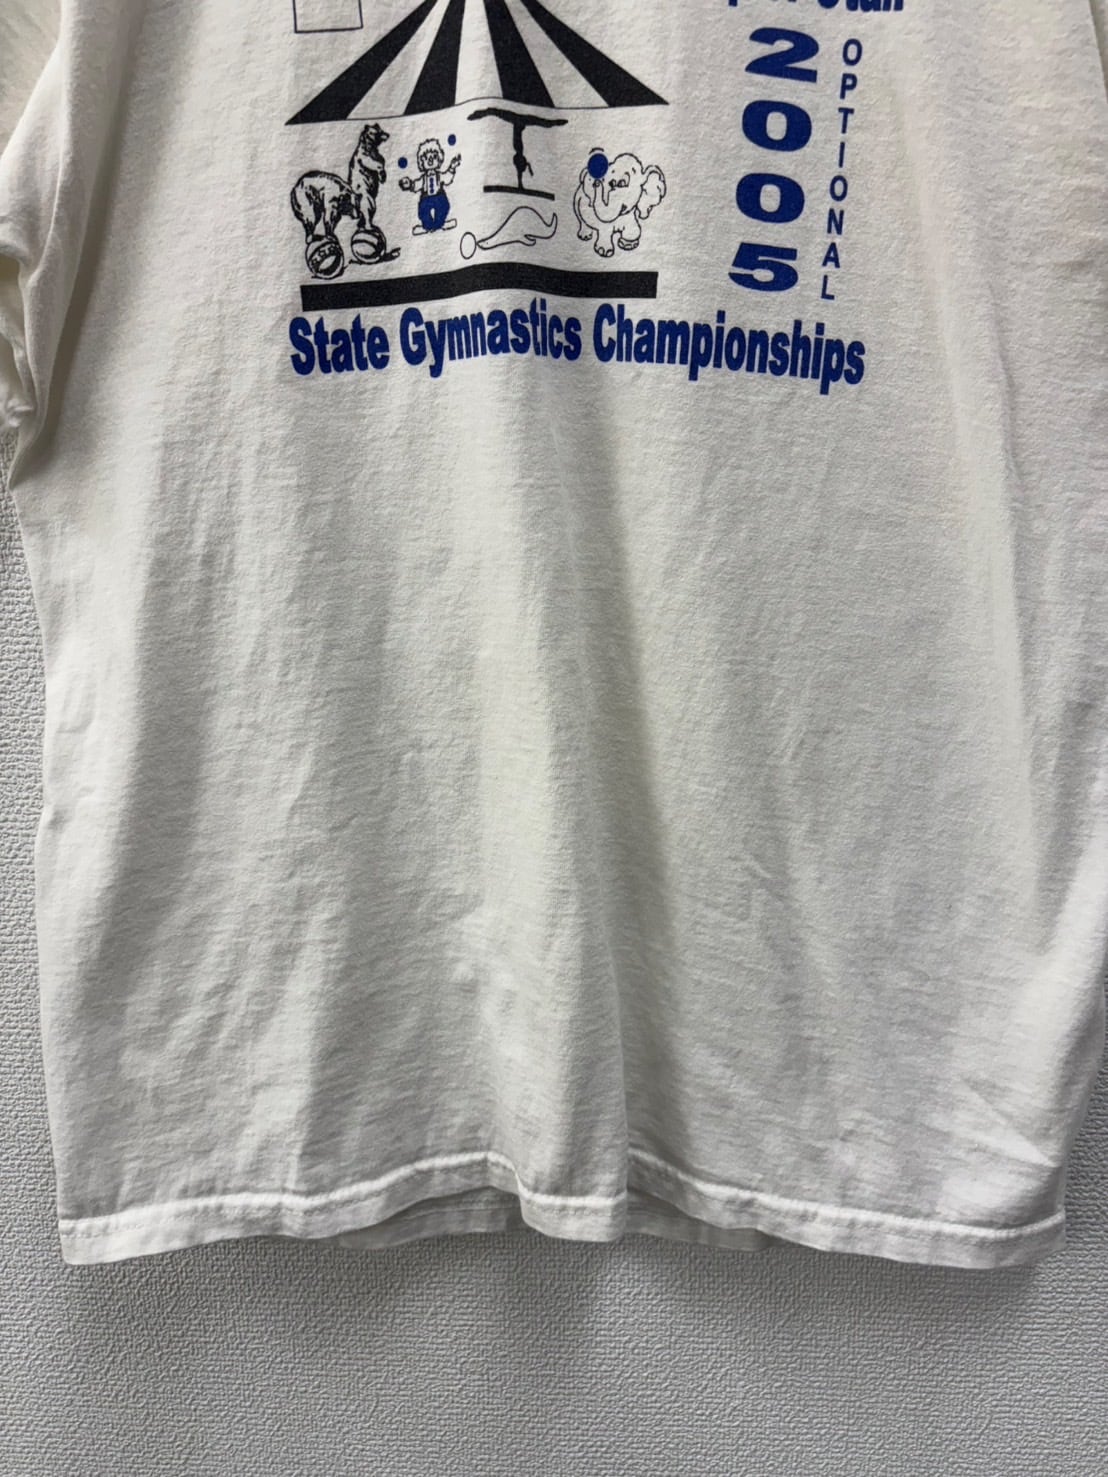 2005
OPTIONAL
State Gymnastics Championships